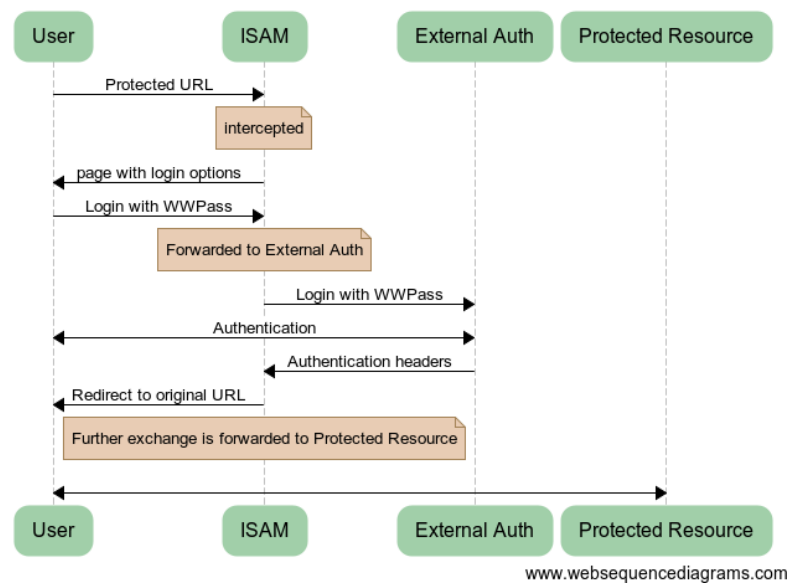 User ISAM External Auth Protected Resource
Protected URL
intercepted
page with login options
Login with WWPass
Forwarded to External Auth
Login with WWPass
Authentication
Authentication headers
Redirect to original URL
Further exchange is forwarded to Protected Resource
User ISAM External Auth Protected Resource
www.websequencediagrams.com